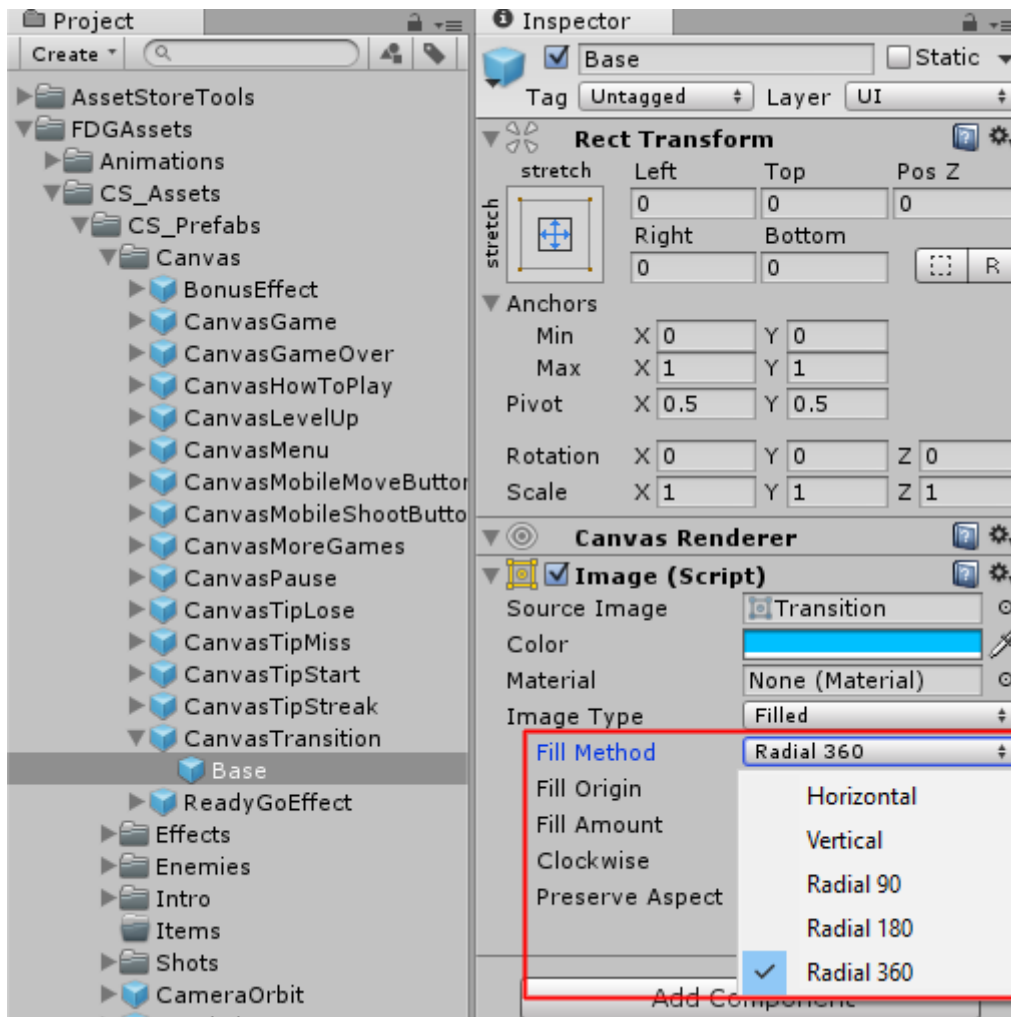 Project
Create
AssetStoreTools
FDGAssets
Animations
CS_Assets
CS_Prefabs
Canvas
BonusEffect
CanvasGame
CanvasGameOver
CanvasHowToPlay
CanvasLevelUp
CanvasMenu
CanvasMobileMoveButton
CanvasMobileShootButto
CanvasMoreGames
CanvasPause
CanvasTipLose
CanvasTipMiss
CanvasTipStart
CanvasTipStreak
CanvasTransition
Base
ReadyGoEffect
Effects
Enemies
Intro
Items
Shots
CameraOrbit
Inspector
Base Static
Tag Untagged Layer UI
Rect Transform
stretch Left Top Pos Z
stretch 0 0 0
Right Bottom
0 0 R
Anchors
Min X 0 Y 0
Max X 1 Y 1
Pivot X 0.5 Y 0.5
Rotation X 0 Y 0 Z 0
Scale X 1 Y 1 Z 1
Canvas Renderer
Image (Script)
Source Image Transition
Color
Material None (Material)
Image Type Filled
Fill Method Radial 360
Fill Origin Horizontal
Fill Amount Vertical
Clockwise Radial 90
Preserve Aspect Radial 180
Radial 360
Add Component